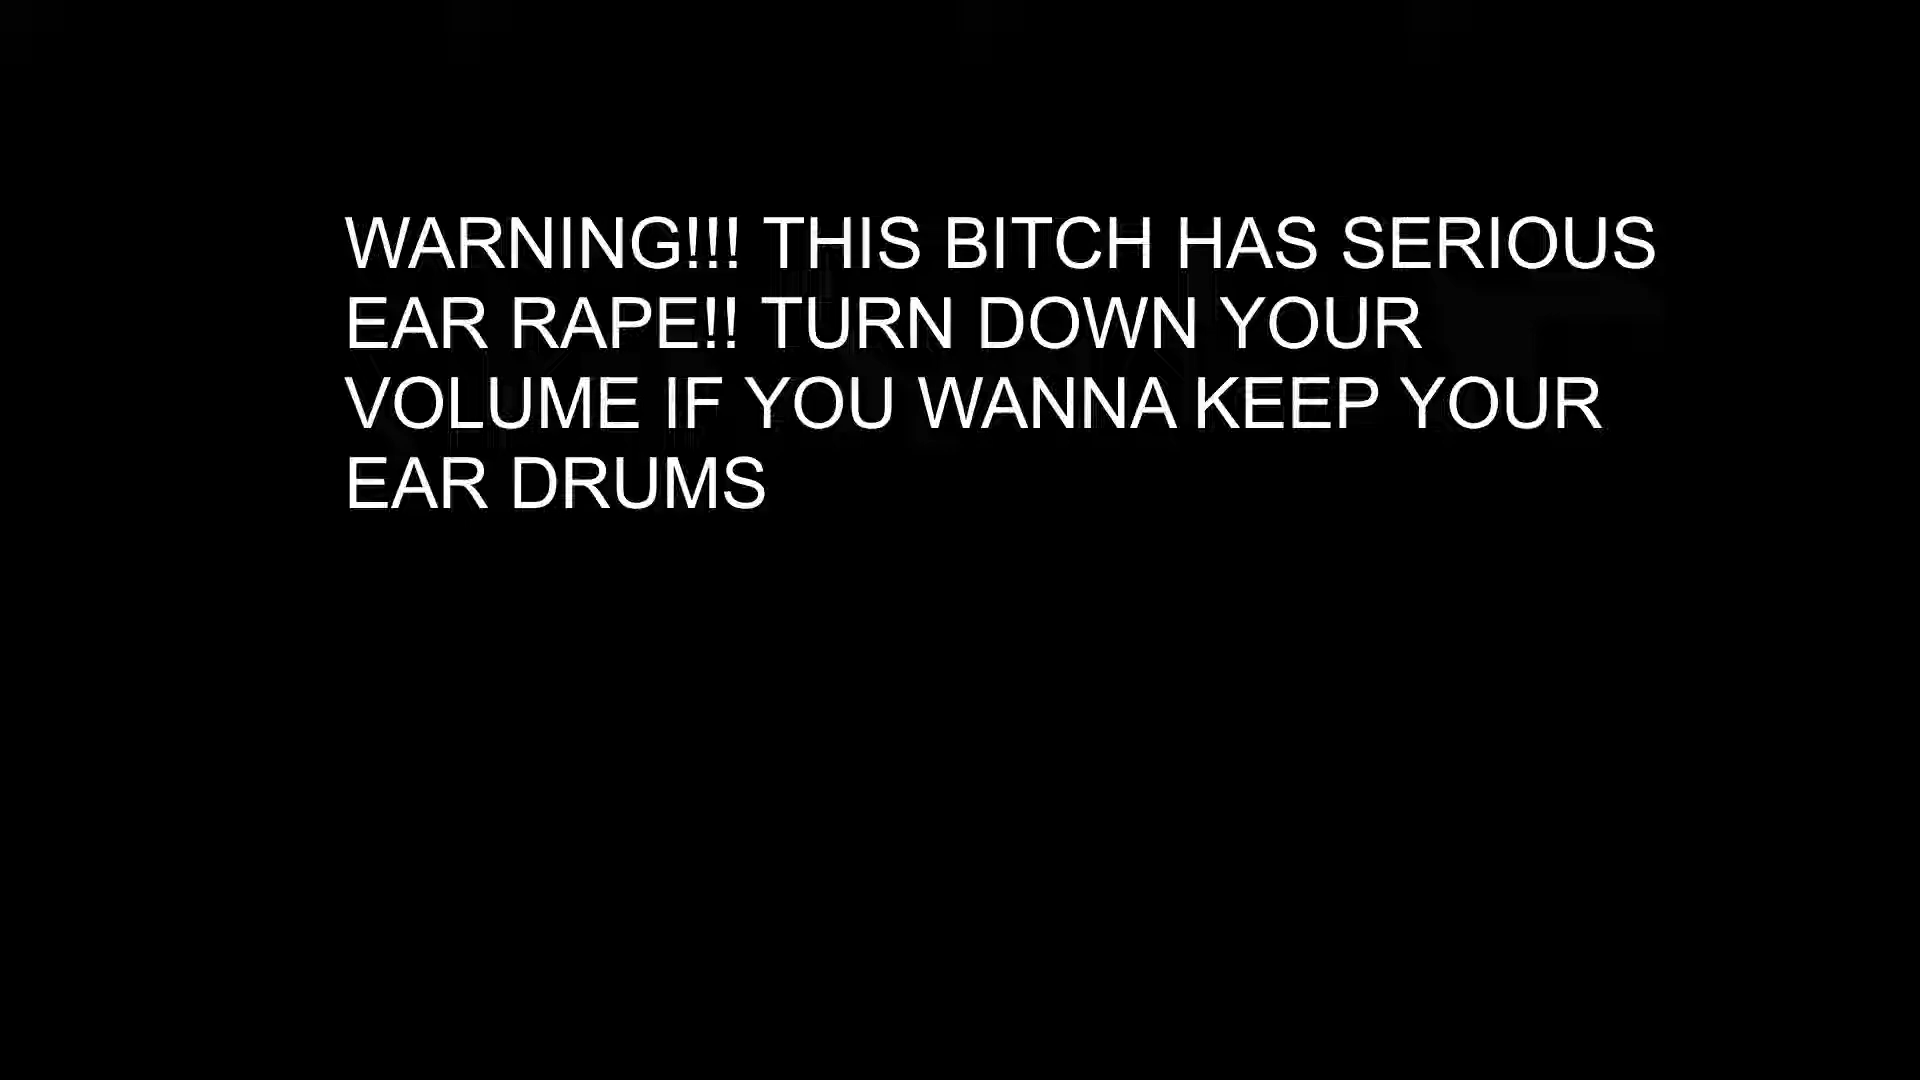 WARNING!!! THIS BITCH HAS SERIOUS
EAR RAPE!! TURN DOWN YOUR
VOLUME IF YOU WANNA KEEP YOUR
EAR DRUMS